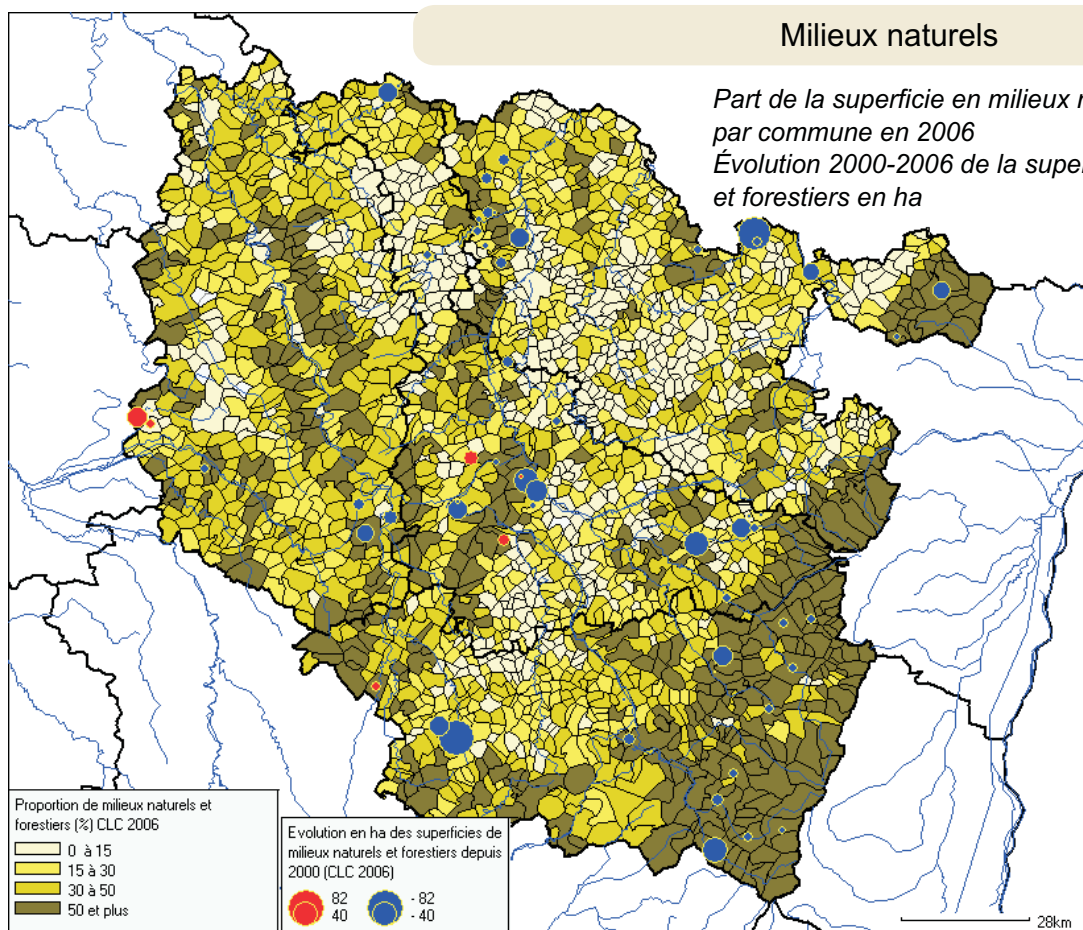 Milieux naturels
Part de la superficie en milieux
par commune en 2006
Évolution 2000-2006 de la
et forestiers en ha
Proportion de milieux naturels et
forestiers (%) CLC 2006
0 à 15
15 à 30
30 à 50
50 et plus
Evolution en ha des superficies de
milieux naturels et forestiers depuis
2000 (CLC 2006)
82
40
- 82
- 40
28km